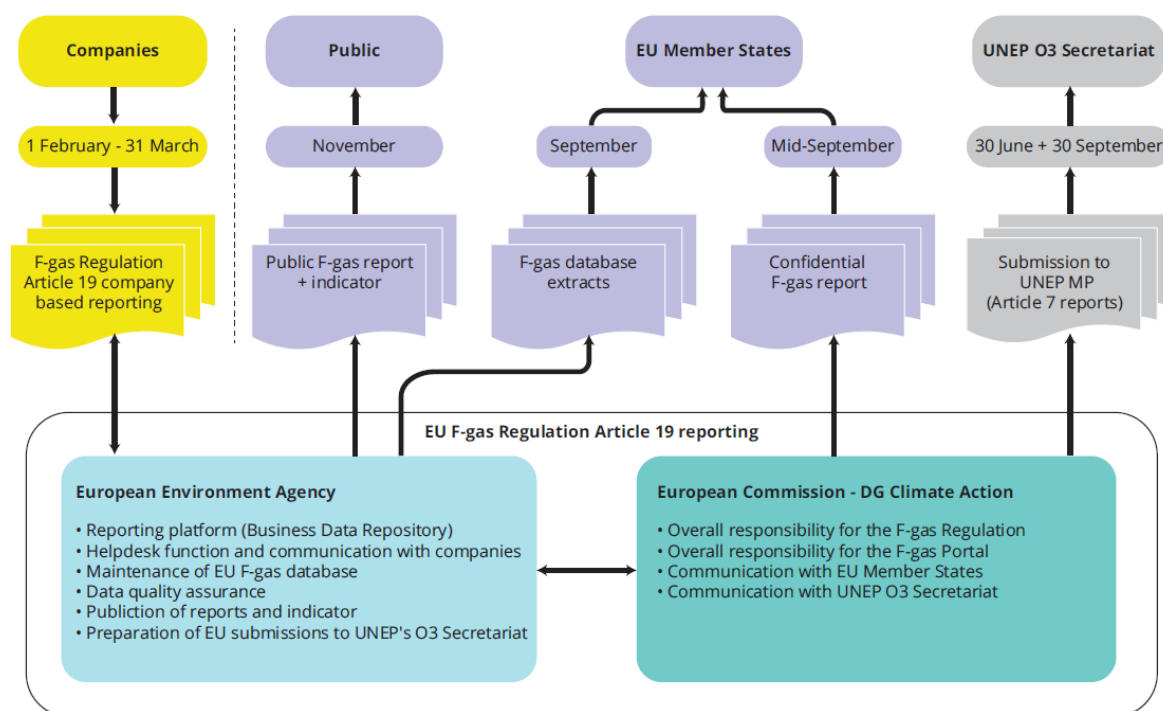 Companies
Public
EU Member States
UNEP O3 Secretariat
1 February - 31 March
November
September
Mid-September
30 June + 30 September
F-gas Regulation
Article 19 company
based reporting
Public F-gas report
+ indicator
F-gas database
extracts
Confidential
F-gas report
Submission to
UNEP MP
(Article 7 reports)
EU F-gas Regulation Article 19 reporting
European Environment Agency
• Reporting platform (Business Data Repository)
• Helpdesk function and communication with companies
• Maintenance of EU F-gas database
• Data quality assurance
• Publiction of reports and indicator
• Preparation of EU submissions to UNEP's O3 Secretariat
European Commission - DG Climate Action
• Overall responsibility for the F-gas Regulation
• Overall responsibility for the F-gas Portal
• Communication with EU Member States
• Communication with UNEP O3 Secretariat